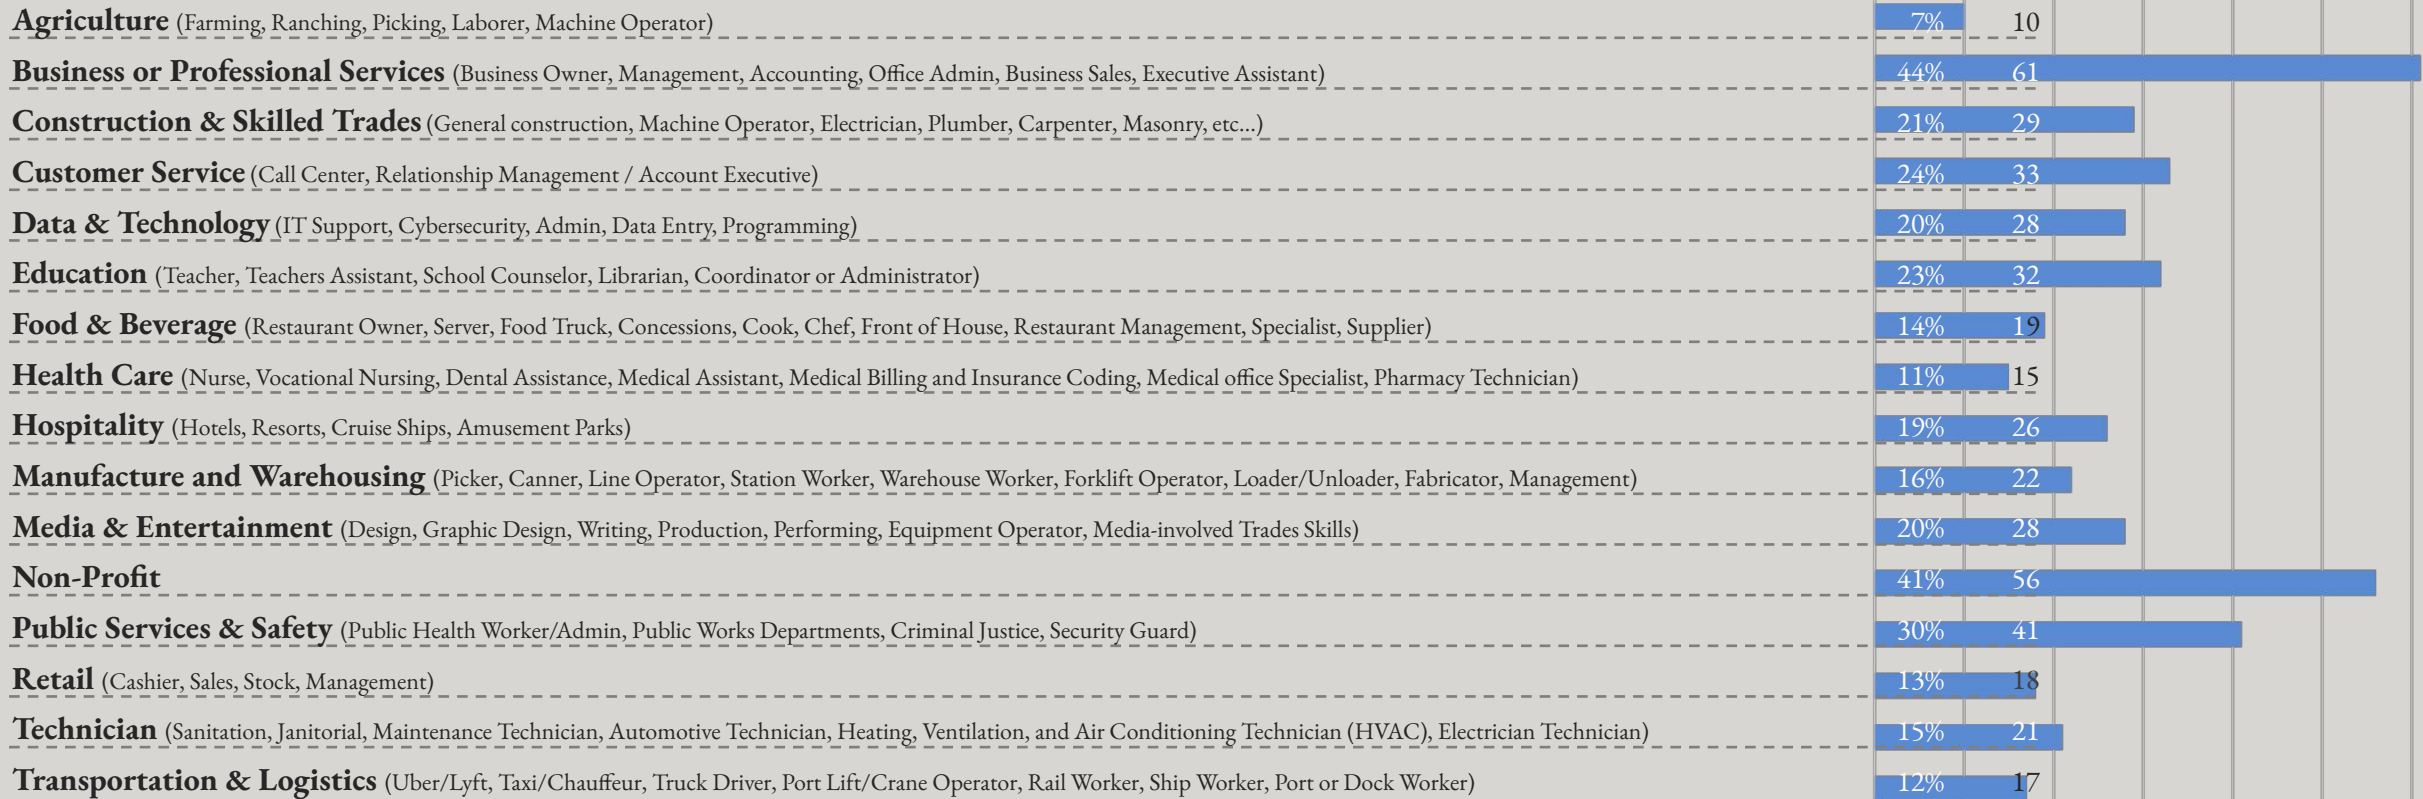 Agriculture (Farming, Ranching, Picking, Laborer, Machine Operator) 7% 10
Business or Professional Services (Business Owner, Management, Accounting, Office Admin, Business Sales, Executive Assistant) 44% 61
Construction & Skilled Trades (General construction, Machine Operator, Electrician, Plumber, Carpenter, Masonry, etc...) 21% 29
Customer Service (Call Center, Relationship Management / Account Executive) 24% 33
Data & Technology (IT Support, Cybersecurity, Admin, Data Entry, Programming) 20% 28
Education (Teacher, Teachers Assistant, School Counselor, Librarian, Coordinator or Administrator) 23% 32
Food & Beverage (Restaurant Owner, Server, Food Truck, Concessions, Cook, Chef, Front of House, Restaurant Management, Specialist, Supplier) 14% 19
Health Care (Nurse, Vocational Nursing, Dental Assistance, Medical Assistant, Medical Billing and Insurance Coding, Medical office Specialist, Pharmacy Technician) 11% 15
Hospitality (Hotels, Resorts, Cruise Ships, Amusement Parks) 19% 26
Manufacture and Warehousing (Picker, Canner, Line Operator, Station Worker, Warehouse Worker, Forklift Operator, Loader/Unloader, Fabricator, Management) 16% 22
Media & Entertainment (Design, Graphic Design, Writing, Production, Performing, Equipment Operator, Media-involved Trades Skills) 20% 28
Non-Profit 41% 56
Public Services & Safety (Public Health Worker/Admin, Public Works Departments, Criminal Justice, Security Guard) 30% 41
Retail (Cashier, Sales, Stock, Management) 13% 18
Technician (Sanitation, Janitorial, Maintenance Technician, Automotive Technician, Heating, Ventilation, and Air Conditioning Technician (HVAC), Electrician Technician) 15% 21
Transportation & Logistics (Uber/Lyft, Taxi/Chauffeur, Truck Driver, Port Lift/Crane Operator, Rail Worker, Ship Worker, Port or Dock Worker) 12% 17